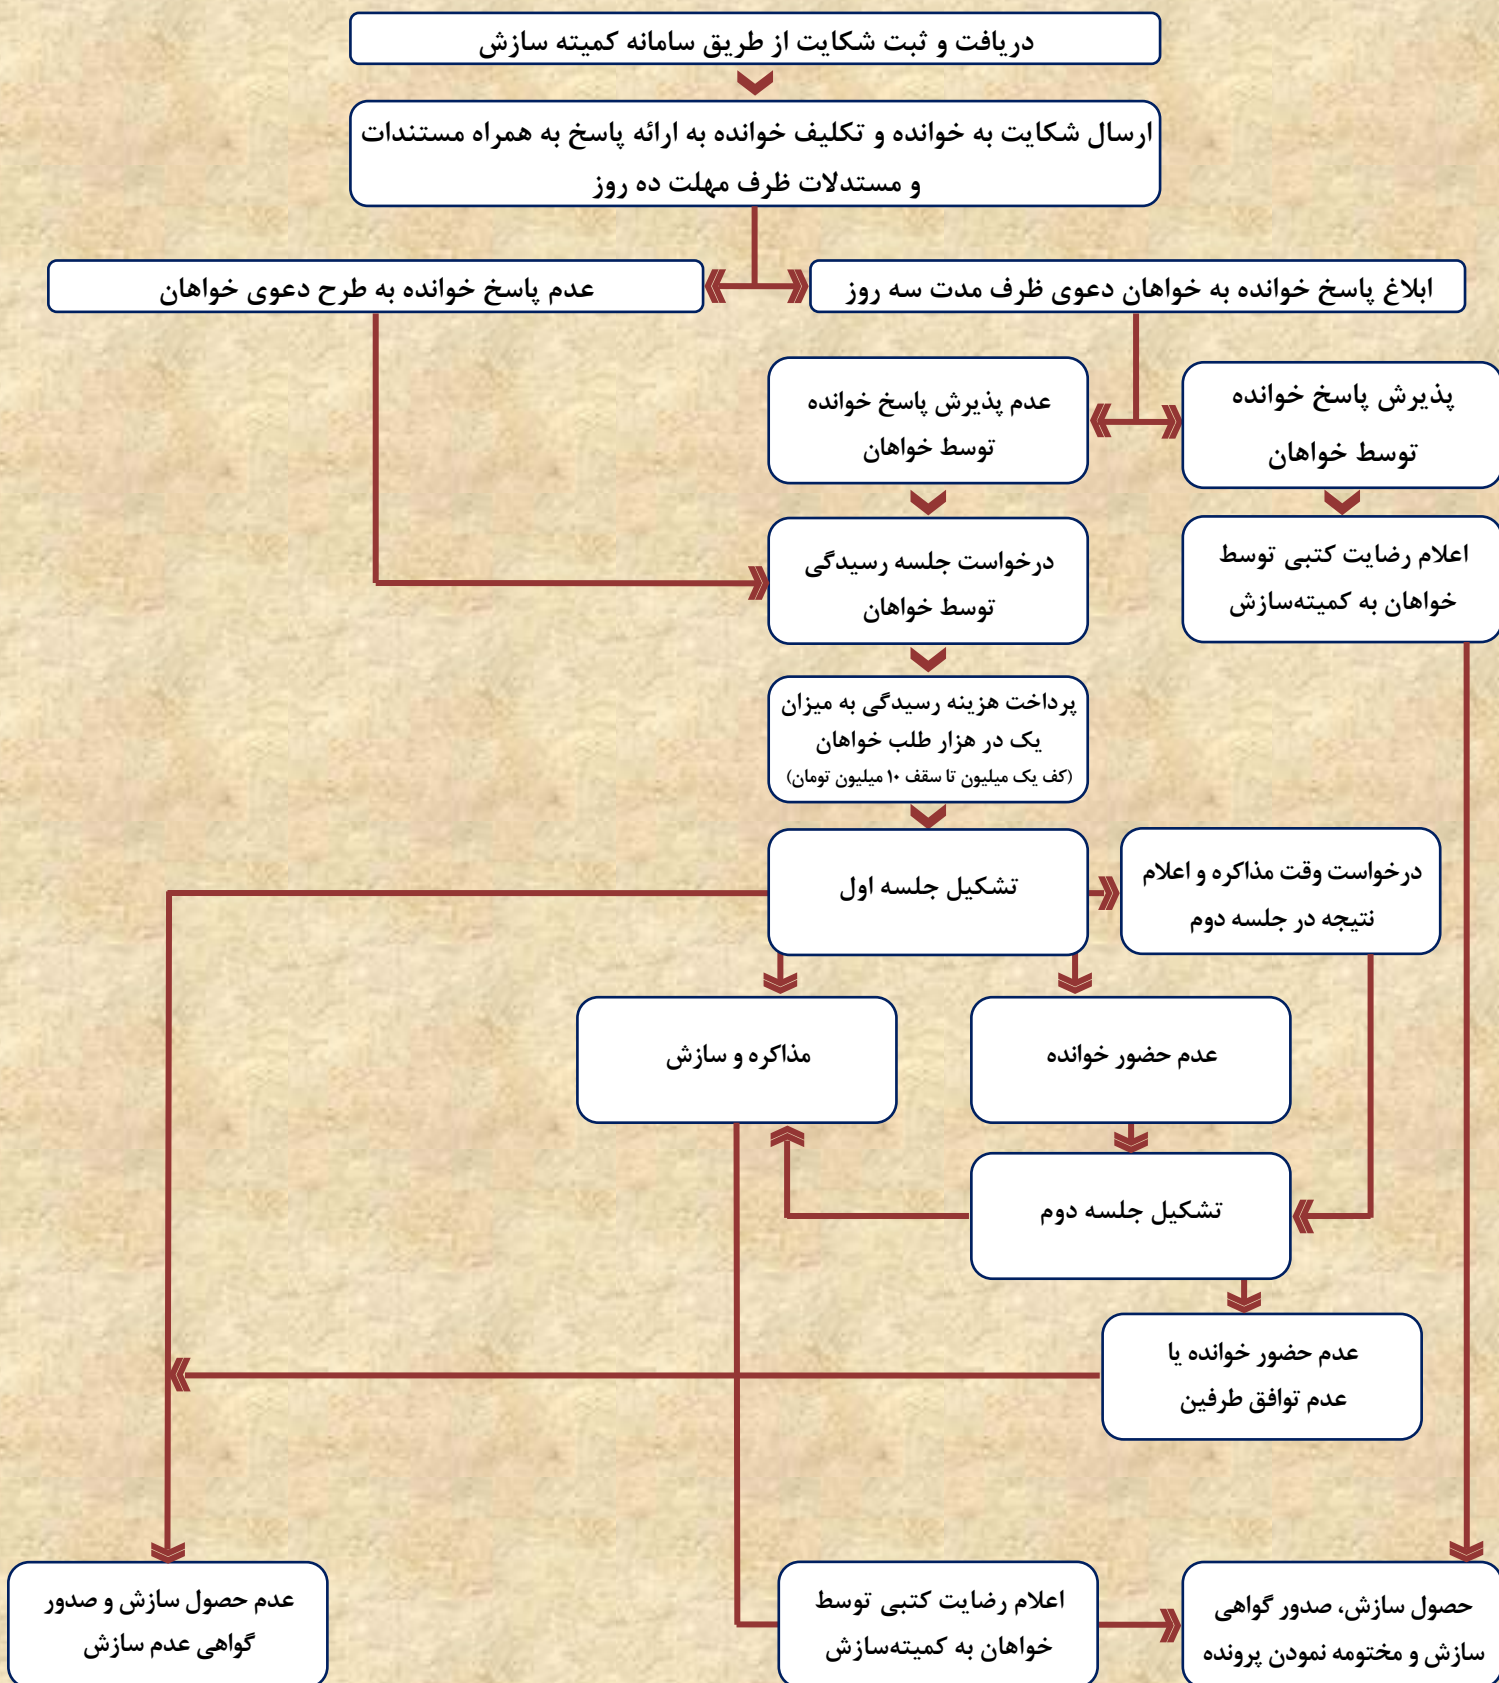 دریافت و ثبت شکایت از طریق سامانه کمیته سازش
ارسال شکایت به خوانده و تکلیف خوانده به ارائه پاسخ به همراه مستندات
و مستدلات ظرف مهلت ده روز
ابلاغ پاسخ خوانده به خواهان دعوی ظرف مدت سه روز
عدم پاسخ خوانده به طرح دعوی خواهان
پذیرش پاسخ خوانده
توسط خواهان
عدم پذیرش پاسخ خوانده
توسط خواهان
اعلام رضایت کتبی توسط
خواهان به کمیته‌سازش
درخواست جلسه رسیدگی
توسط خواهان
پرداخت هزینه رسیدگی به میزان
یک در هزار طلب خواهان
(کف یک میلیون تا سقف ۱۰ میلیون تومان)
درخواست وقت مذاکره و اعلام
نتیجه در جلسه دوم
تشکیل جلسه اول
عدم حضور خوانده
مذاکره و سازش
تشکیل جلسه دوم
عدم حضور خوانده یا
عدم توافق طرفین
حصول سازش، صدور گواهی
سازش و مختومه نمودن پرونده
اعلام رضایت کتبی توسط
خواهان به کمیته‌سازش
عدم حصول سازش و صدور
گواهی عدم سازش